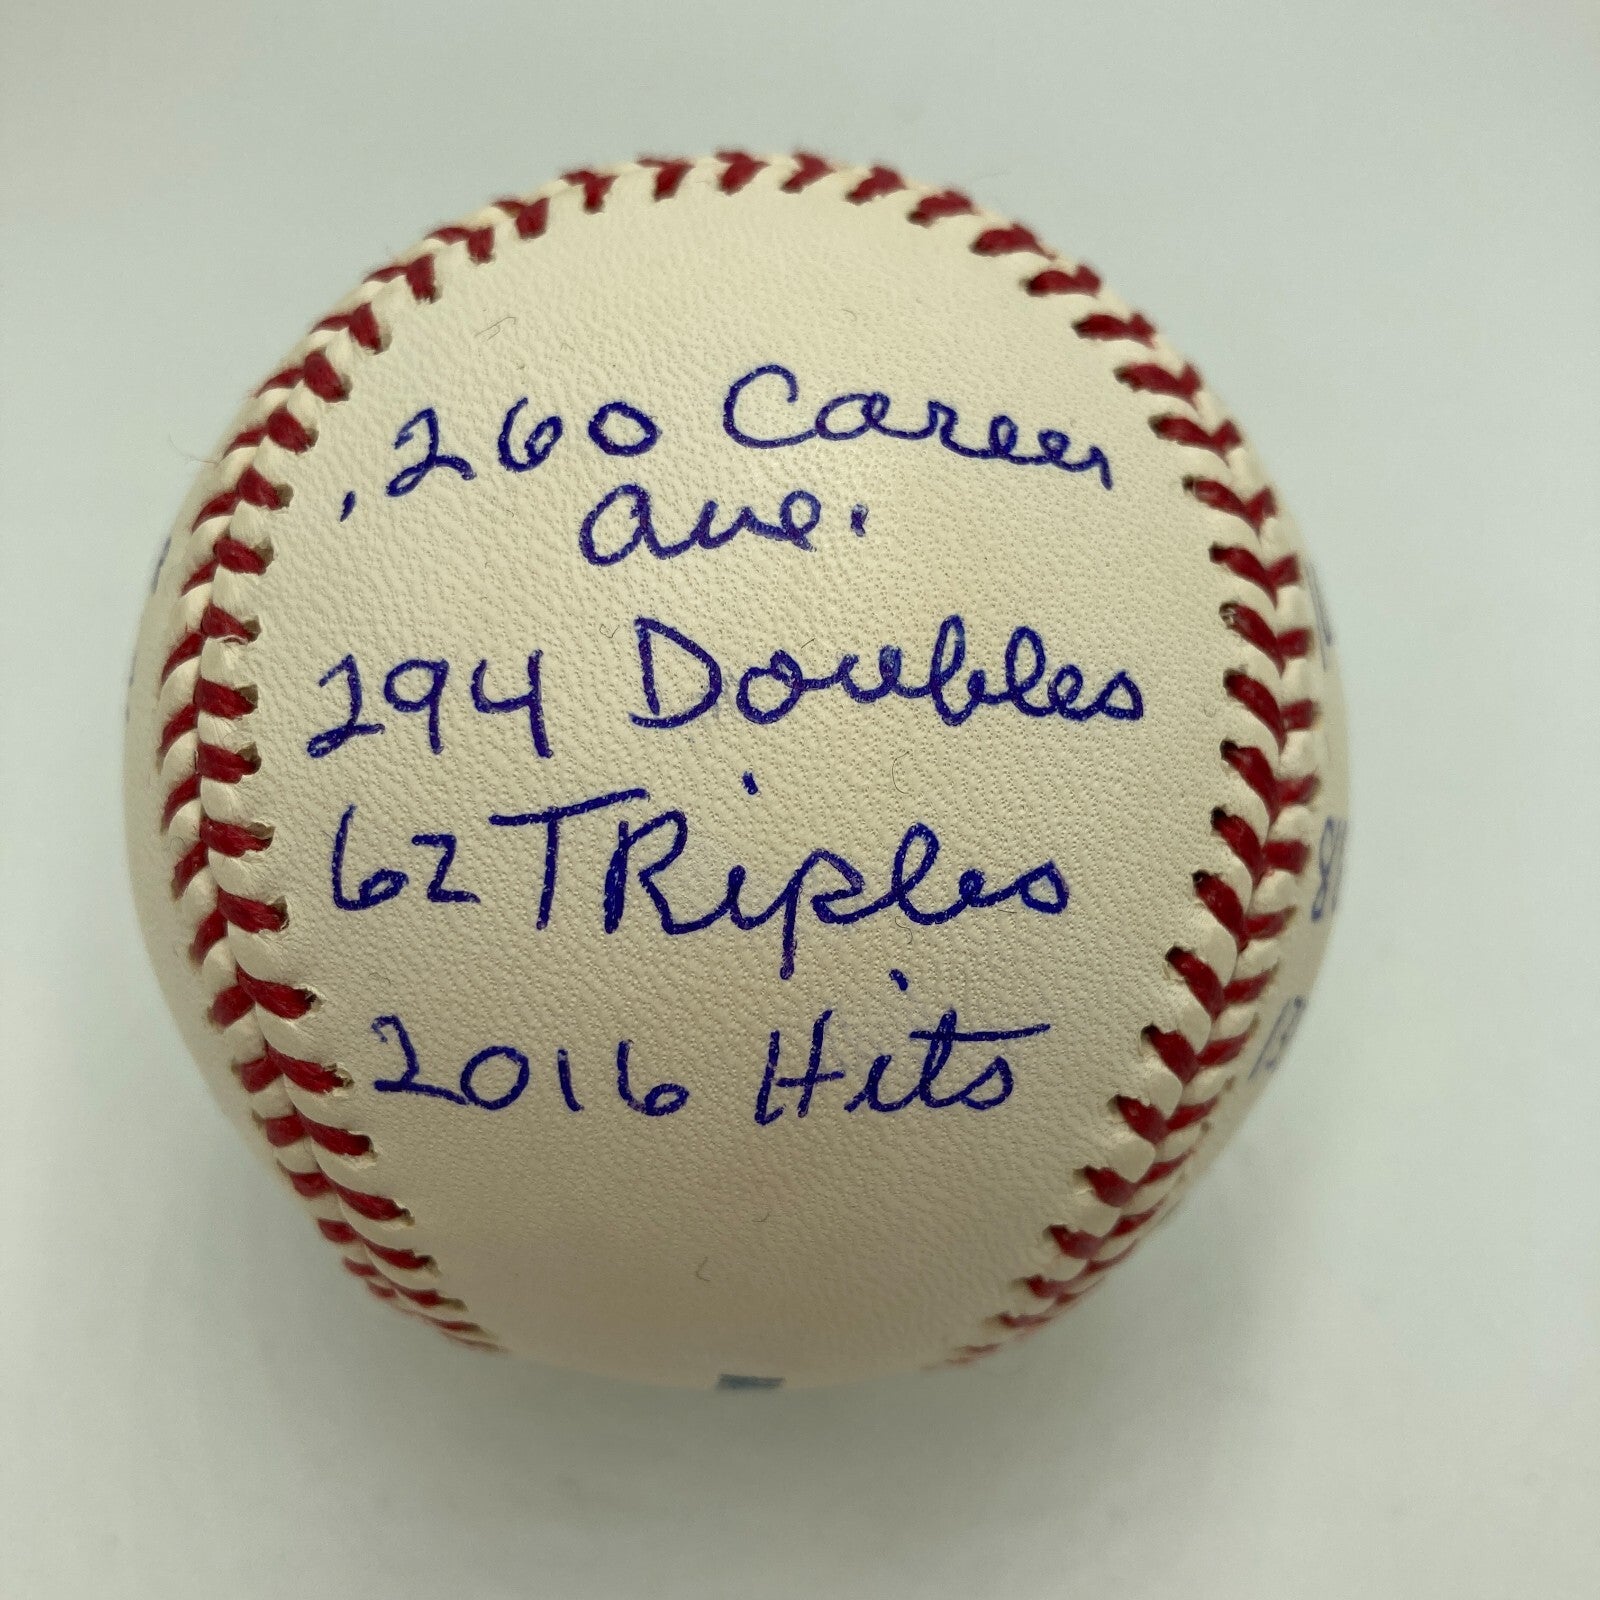 .260 Career
Ave.
294 Doubles
62 TRiples
2016 Hits